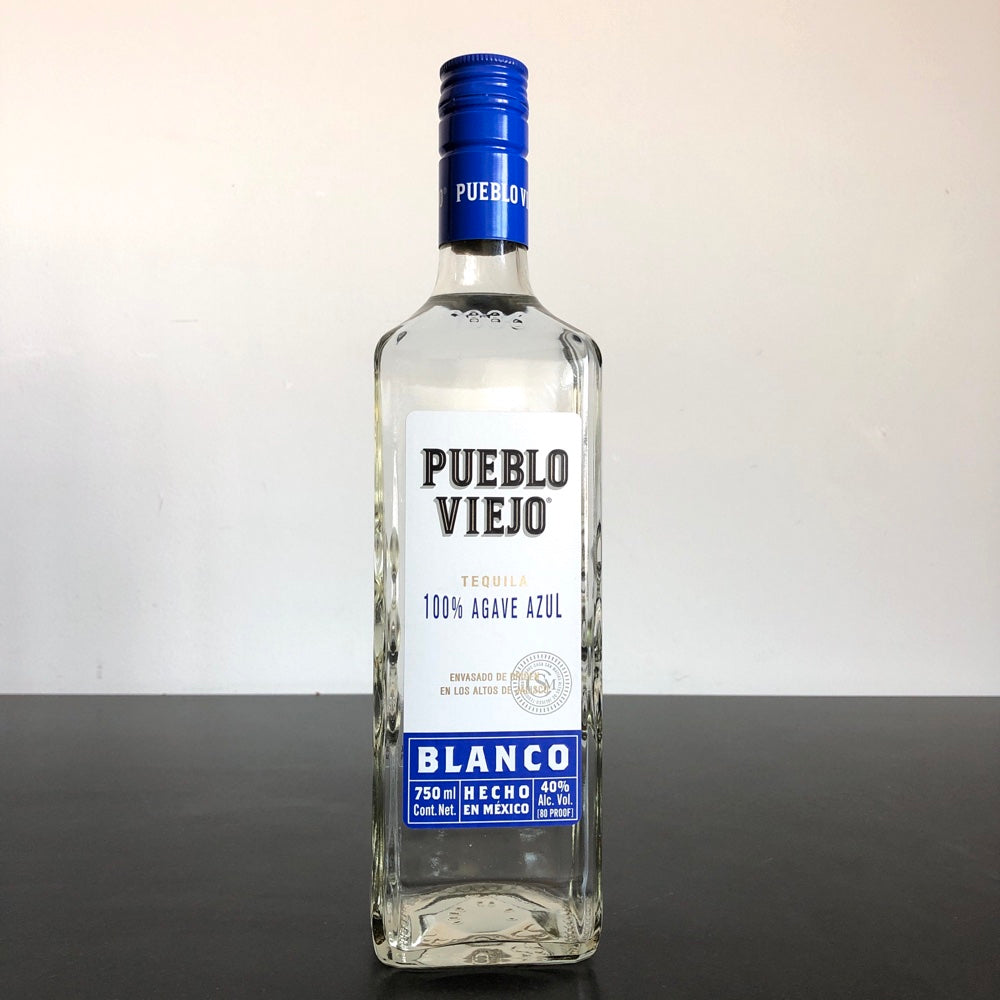 PUEBLO
PUEBLO
VIEJO®
TEQUILA
100% AGAVE AZUL
ENVASADO DE ORIGEN
EN LOS ALTOS DE JALISCO
BLANCO
750 ml
Cont. Net.
HECHO
EN MÉXICO
40%
Alc. Vol.
(80 PROOF)